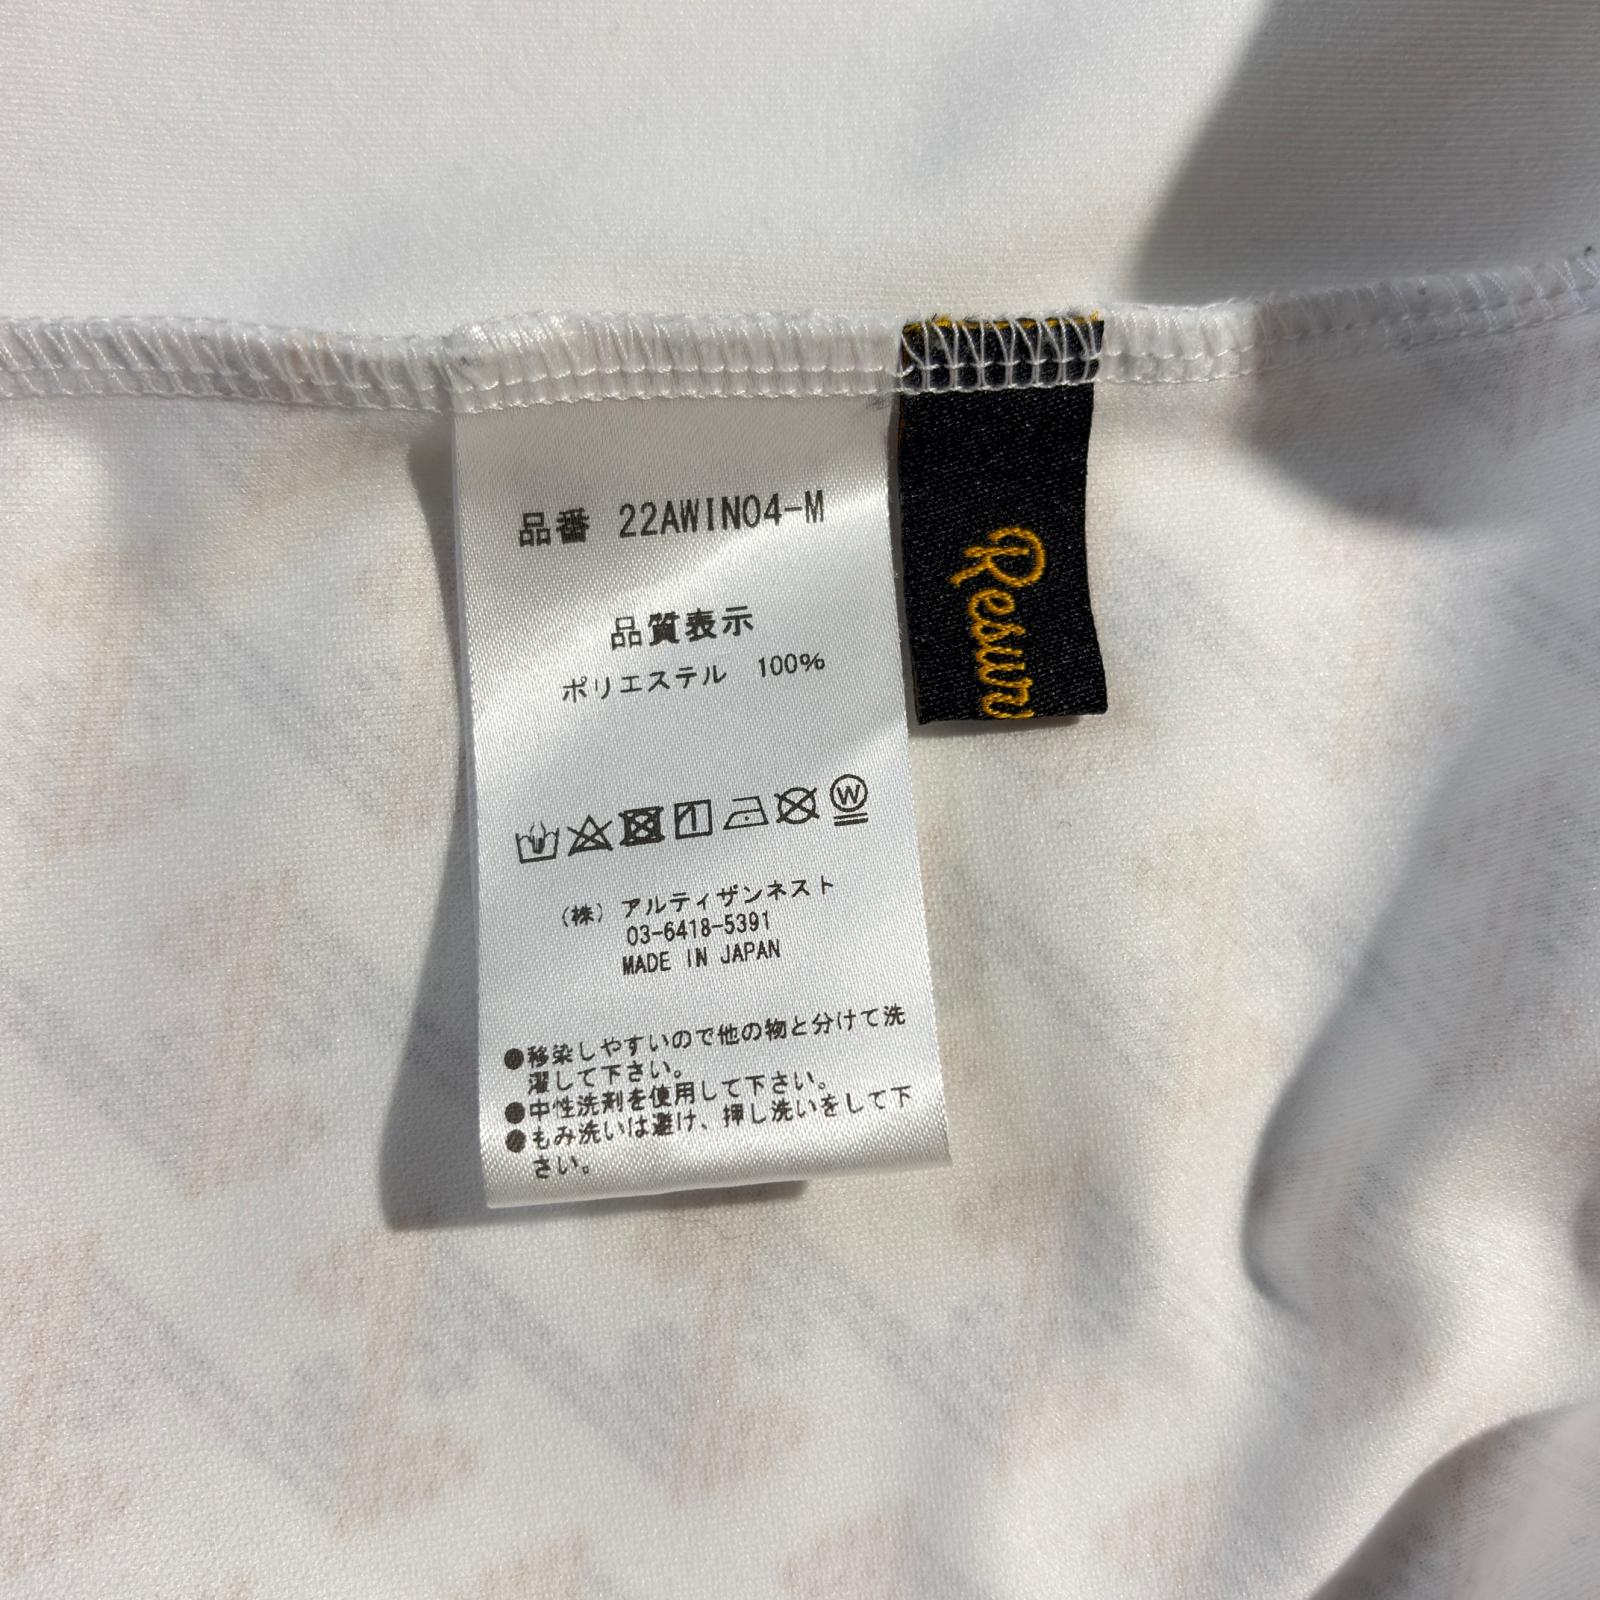 品番 22AWIN04-M
品質表示
ポリエステル 100%
W
(株) アルティザンネスト
03-6418-5391
MADE IN JAPAN
●移染しやすいので他の物と分けて洗
濯して下さい。
●中性洗剤を使用して下さい。
●もみ洗いは避け、押し洗いをして下
さい。
Resurr